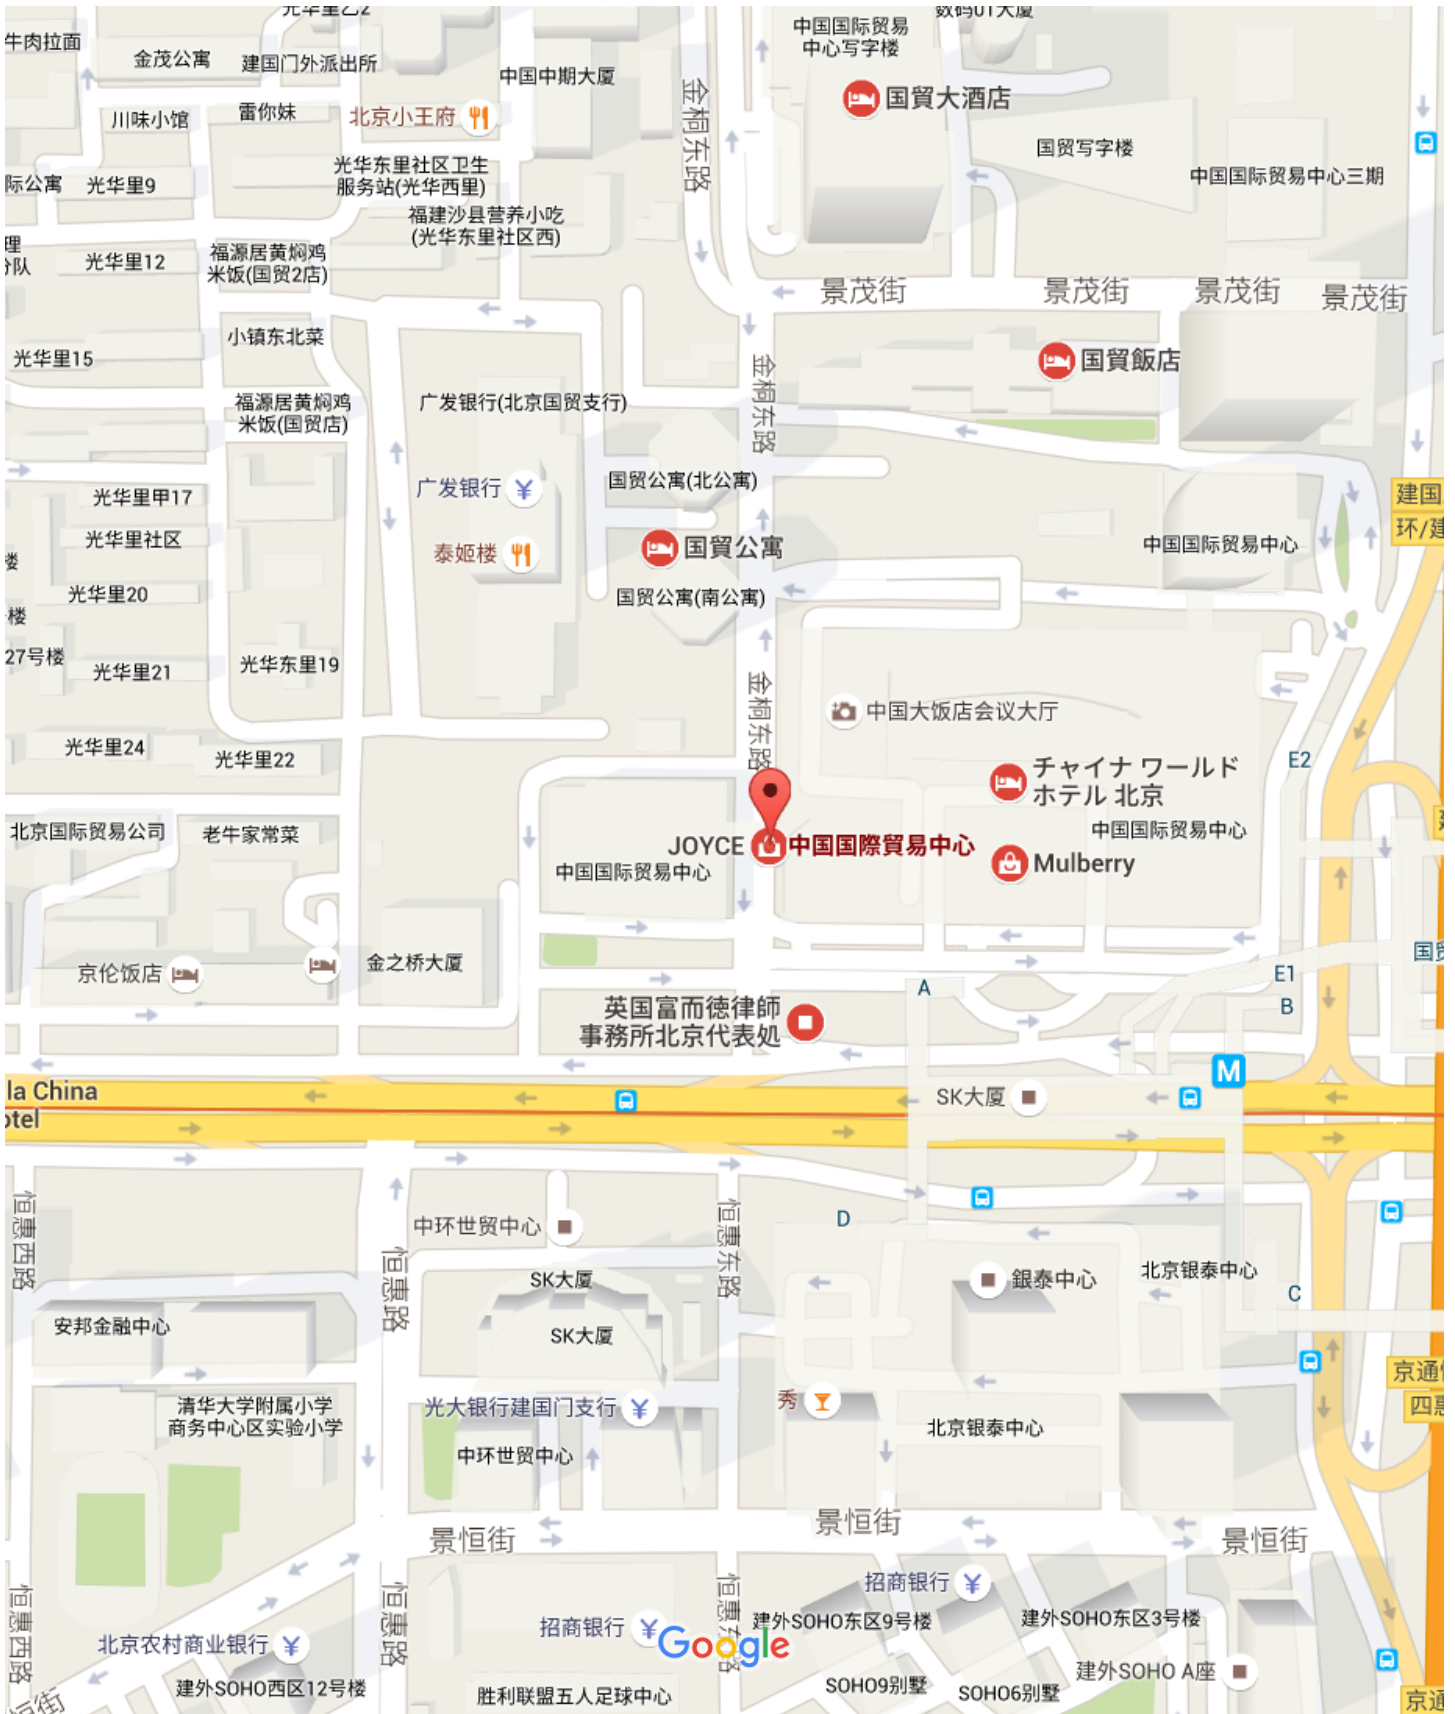 光华里乙2
数码01大厦
中国国际贸易
中心写字楼
牛肉拉面
金茂公寓
建国门外派出所
中国中期大厦
国貿大酒店
川味小馆
雷你妹
北京小王府
金桐东路
国贸写字楼
中国国际贸易中心三期
际公寓
光华里9
光华东里社区卫生
服务站(光华西里)
福建沙县营养小吃
(光华东里社区西)
理
分队
光华里12
福源居黄焖鸡
米饭(国贸2店)
景茂街
景茂街
景茂街
景茂街
小镇东北菜
光华里15
国貿飯店
金桐东路
福源居黄焖鸡
米饭(国贸店)
广发银行(北京国贸支行)
国贸公寓(北公寓)
广发银行
¥
光华里甲17
建国
环/建
光华里社区
楼
泰姬楼
国貿公寓
中国国际贸易中心
光华里20
国贸公寓(南公寓)
楼
27号楼
光华里21
光华东里19
金桐东路
中国大饭店会议大厅
光华里24
光华里22
E2
チャイナ ワールド
ホテル 北京
北京国际贸易公司
老牛家常菜
中国国际贸易中心
JOYCE
中国国際貿易中心
Mulberry
中国国际贸易中心
京伦饭店
金之桥大厦
国贸
A
E1
B
英国富而徳律師
事務所北京代表処
M
la China
otel
SK大厦
恒惠西路
D
中环世贸中心
恒惠东路
恒惠路
SK大厦
銀泰中心
北京银泰中心
C
安邦金融中心
SK大厦
京通快
四惠
清华大学附属小学
商务中心区实验小学
光大银行建国门支行
¥
秀
中环世贸中心
北京银泰中心
景恒街
景恒街
景恒街
恒惠西路
恒惠路
恒惠东路
招商银行
¥
招商银行
¥
建外SOHO东区9号楼
建外SOHO东区3号楼
北京农村商业银行
¥
Google
建外SOHO A座
建外SOHO西区12号楼
胜利联盟五人足球中心
SOHO9别墅
SOHO6别墅
恒街
京通